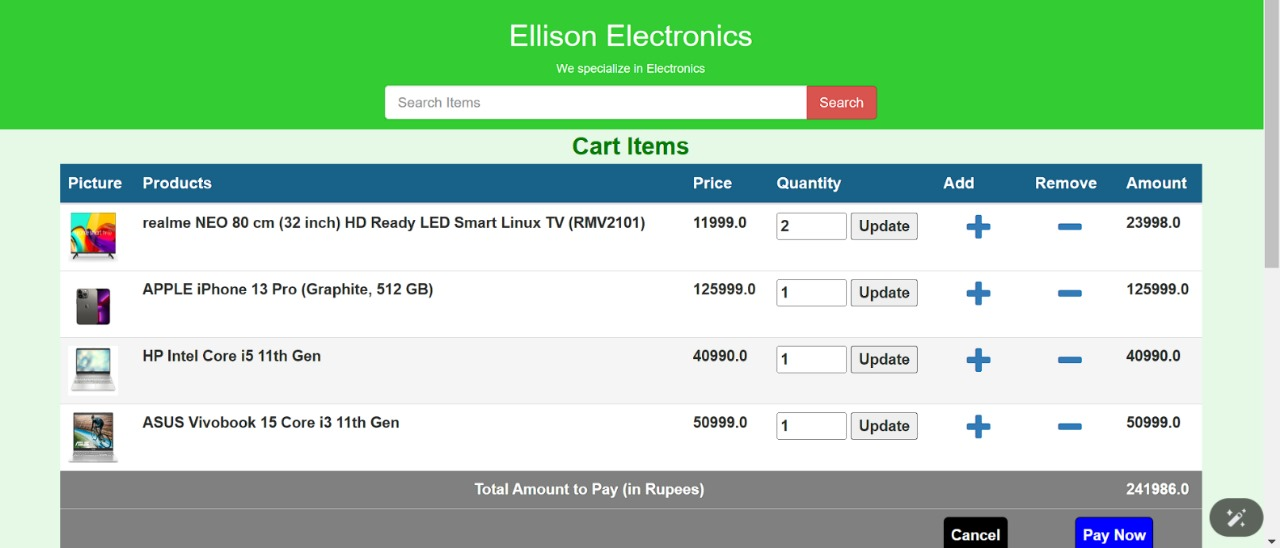 Ellison Electronics
We specialize in Electronics
Search Items Search
Cart Items
Picture Products Price Quantity Add Remove Amount
realme NEO 80 cm (32 inch) HD Ready LED Smart Linux TV (RMV2101) 11999.0 2 Update 23998.0
APPLE iPhone 13 Pro (Graphite, 512 GB) 125999.0 1 Update 125999.0
HP Intel Core i5 11th Gen 40990.0 1 Update 40990.0
ASUS Vivobook 15 Core i3 11th Gen 50999.0 1 Update 50999.0
Total Amount to Pay (in Rupees) 241986.0
Cancel Pay Now